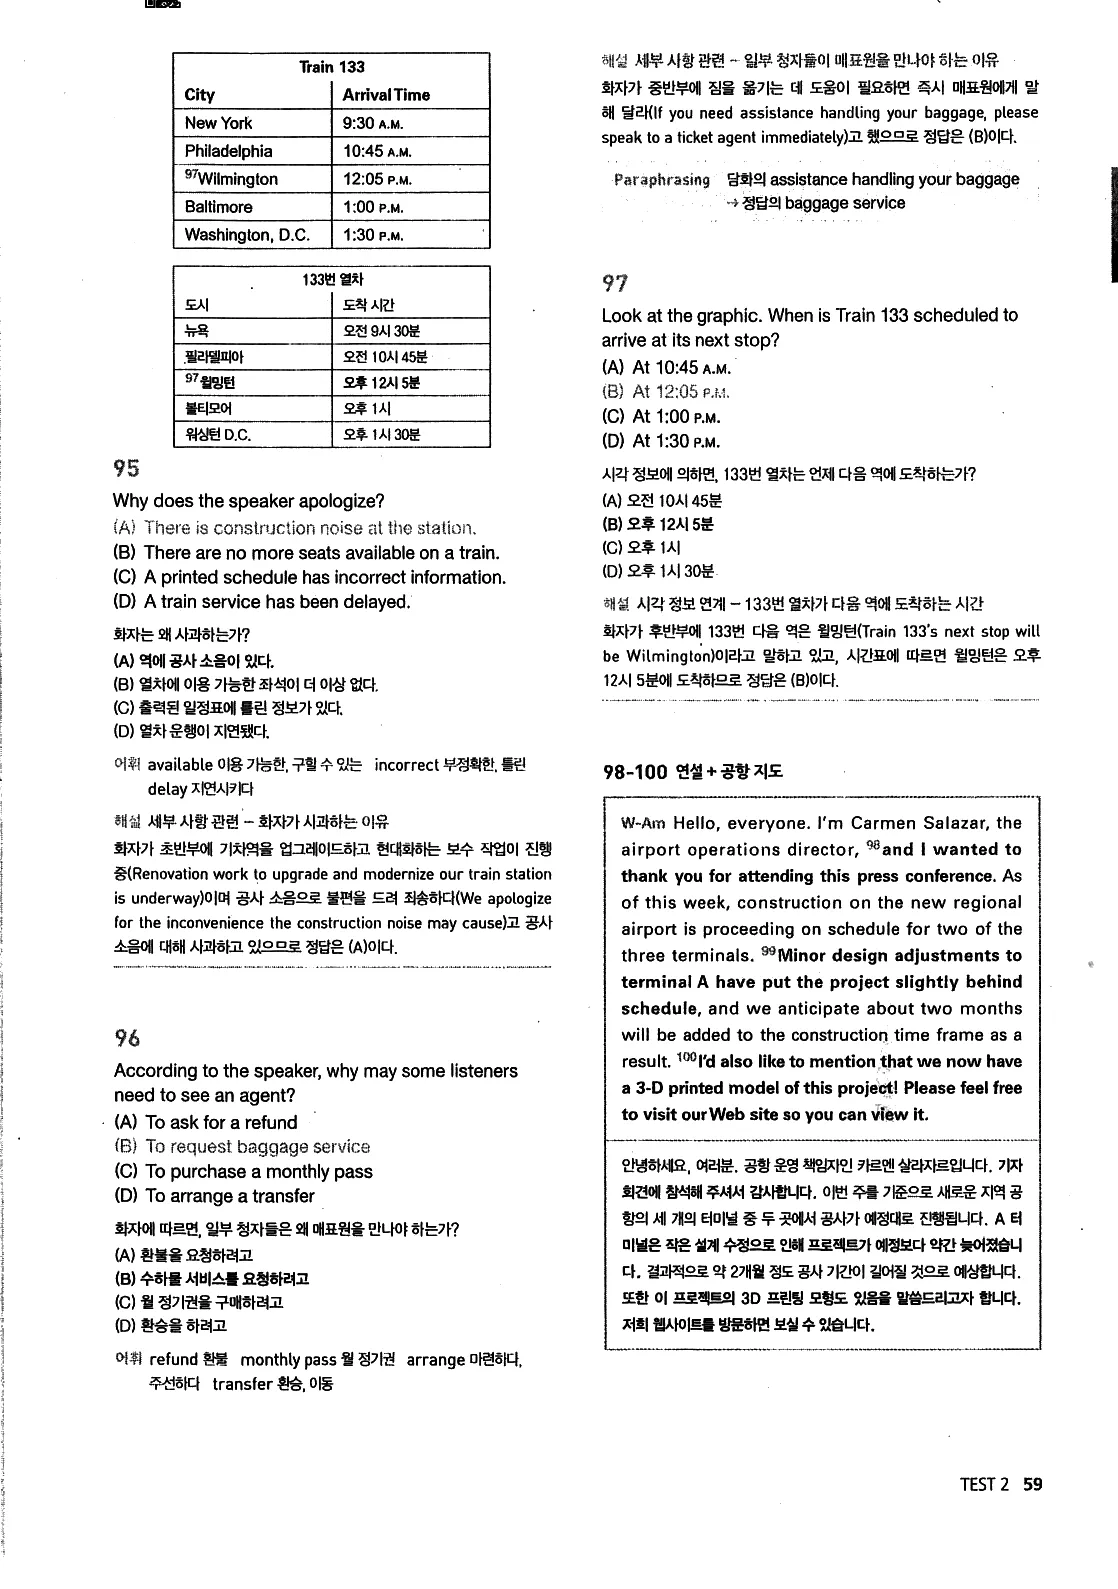 Train 133
City Arrival Time
New York 9:30 A.M.
Philadelphia 10:45 A.M.
97Wilmington 12:05 P.M.
Baltimore 1:00 P.M.
Washington, D.C. 1:30 P.M.
133번 열차
도시 도착 시간
뉴욕 오전 9시 30분
필라델피아 오전 10시 45분
97윌밍턴 오후 12시 5분
볼티모어 오후 1시
워싱턴 D.C. 오후 1시 30분
95
Why does the speaker apologize?
(A) There is construction noise at the station.
(B) There are no more seats available on a train.
(C) A printed schedule has incorrect information.
(D) A train service has been delayed.
화자는 왜 사과하는가?
(A) 역에 공사 소음이 있다.
(B) 열차에 이용 가능한 좌석이 더 이상 없다.
(C) 출력된 일정표에 틀린 정보가 있다.
(D) 열차 운행이 지연됐다.
어휘 available 이용 가능한, 구할 수 있는 incorrect 부정확한, 틀린
delay 지연시키다
해설 세부 사항 관련 – 화자가 사과하는 이유
화자가 초반부에 기차역을 업그레이드하고 현대화하는 보수 작업이 진행
중(Renovation work to upgrade and modernize our train station
is underway)이며 공사 소음으로 불편을 드려 죄송하다(We apologize
for the inconvenience the construction noise may cause)고 공사
소음에 대해 사과하고 있으므로 정답은 (A)이다.
96
According to the speaker, why may some listeners
need to see an agent?
(A) To ask for a refund
(B) To request baggage service
(C) To purchase a monthly pass
(D) To arrange a transfer
화자에 따르면, 일부 청자들은 왜 매표원을 만나야 하는가?
(A) 환불을 요청하려고
(B) 수하물 서비스를 요청하려고
(C) 월 정기권을 구매하려고
(D) 환승을 하려고
어휘 refund 환불 monthly pass 월 정기권 arrange 마련하다,
주선하다 transfer 환승, 이동
해설 세부 사항 관련 – 일부 청자들이 매표원을 만나야 하는 이유
화자가 중반부에 짐을 옮기는 데 도움이 필요하면 즉시 매표원에게 말
해 달라(If you need assistance handling your baggage, please
speak to a ticket agent immediately)고 했으므로 정답은 (B)이다.
Paraphrasing 담화의 assistance handling your baggage
→ 정답의 baggage service
97
Look at the graphic. When is Train 133 scheduled to
arrive at its next stop?
(A) At 10:45 A.M.
(B) At 12:05 P.M.
(C) At 1:00 P.M.
(D) At 1:30 P.M.
시각 정보에 의하면, 133번 열차는 언제 다음 역에 도착하는가?
(A) 오전 10시 45분
(B) 오후 12시 5분
(C) 오후 1시
(D) 오후 1시 30분
해설 시각 정보 연계 – 133번 열차가 다음 역에 도착하는 시간
화자가 후반부에 133번 다음 역은 윌밍턴(Train 133's next stop will
be Wilmington)이라고 말하고 있고, 시간표에 따르면 윌밍턴은 오후
12시 5분에 도착하므로 정답은 (B)이다.
98-100 연설 + 공항 지도
W-Am Hello, everyone. I'm Carmen Salazar, the
airport operations director, 98and I wanted to
thank you for attending this press conference. As
of this week, construction on the new regional
airport is proceeding on schedule for two of the
three terminals. 99Minor design adjustments to
terminal A have put the project slightly behind
schedule, and we anticipate about two months
will be added to the construction time frame as a
result. 100I'd also like to mention that we now have
a 3-D printed model of this project! Please feel free
to visit our Web site so you can view it.
안녕하세요, 여러분. 공항 운영 책임자인 카르멘 살라자르입니다. 기자
회견에 참석해 주셔서 감사합니다. 이번 주를 기준으로 새로운 지역 공
항의 세 개의 터미널 중 두 곳에서 공사가 예정대로 진행됩니다. A 터
미널은 작은 설계 수정으로 인해 프로젝트가 예정보다 약간 늦어졌습니
다. 결과적으로 약 2개월 정도 공사 기간이 길어질 것으로 예상합니다.
또한 이 프로젝트의 3D 프린팅 모형도 있음을 말씀드리고자 합니다.
저희 웹사이트를 방문하면 보실 수 있습니다.
TEST 2 59